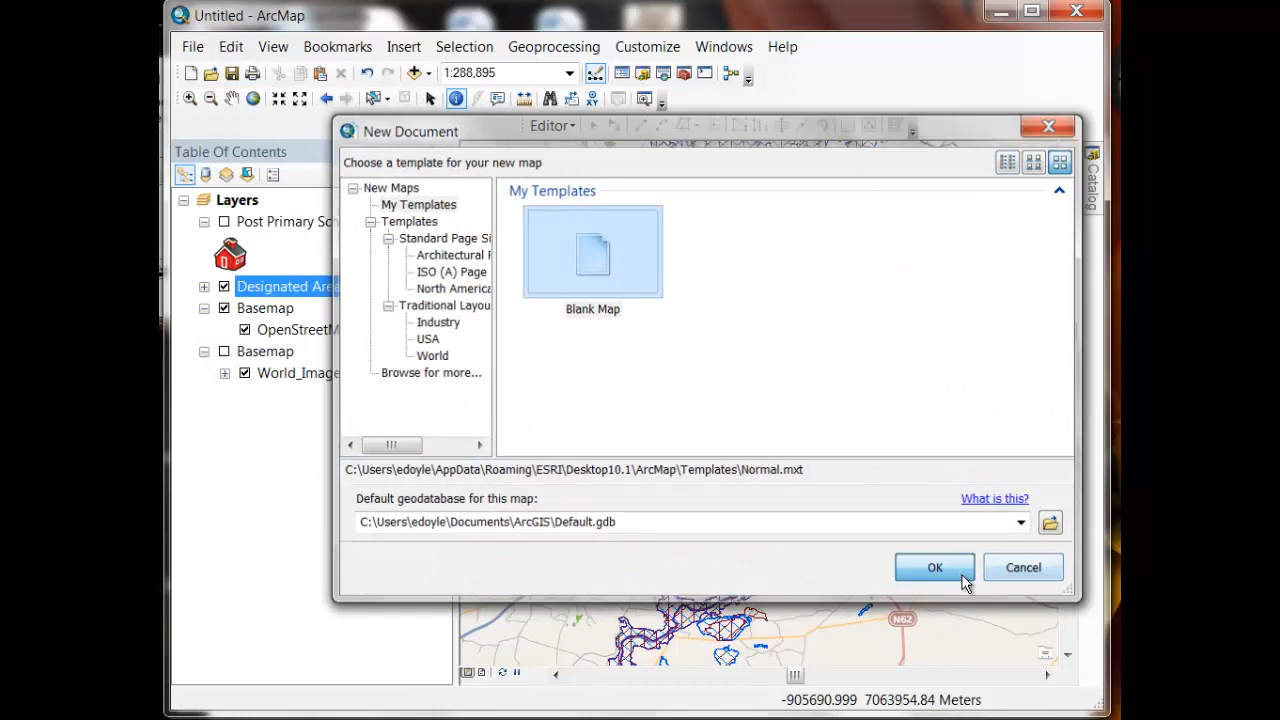 Untitled - ArcMap
File Edit View Bookmarks Insert Selection Geoprocessing Customize Windows Help
1:288,895
New Document
Editor
Table Of Contents
Choose a template for your new map
Catalog
New Maps
My Templates
Templates
Standard Page Si
Architectural
ISO (A) Page
North America
Traditional Layou
Industry
USA
World
Browse for more...
My Templates
Blank Map
Layers
Post Primary Sc
Designated Are
Basemap
OpenStreetM
Basemap
World_Image
C:\Users\edoyle\AppData\Roaming\ESRI\Desktop10.1\ArcMap\Templates\Normal.mxt
Default geodatabase for this map:
What is this?
C:\Users\edoyle\Documents\ArcGIS\Default.gdb
OK
Cancel
N62
-905690.999 7063954.84 Meters